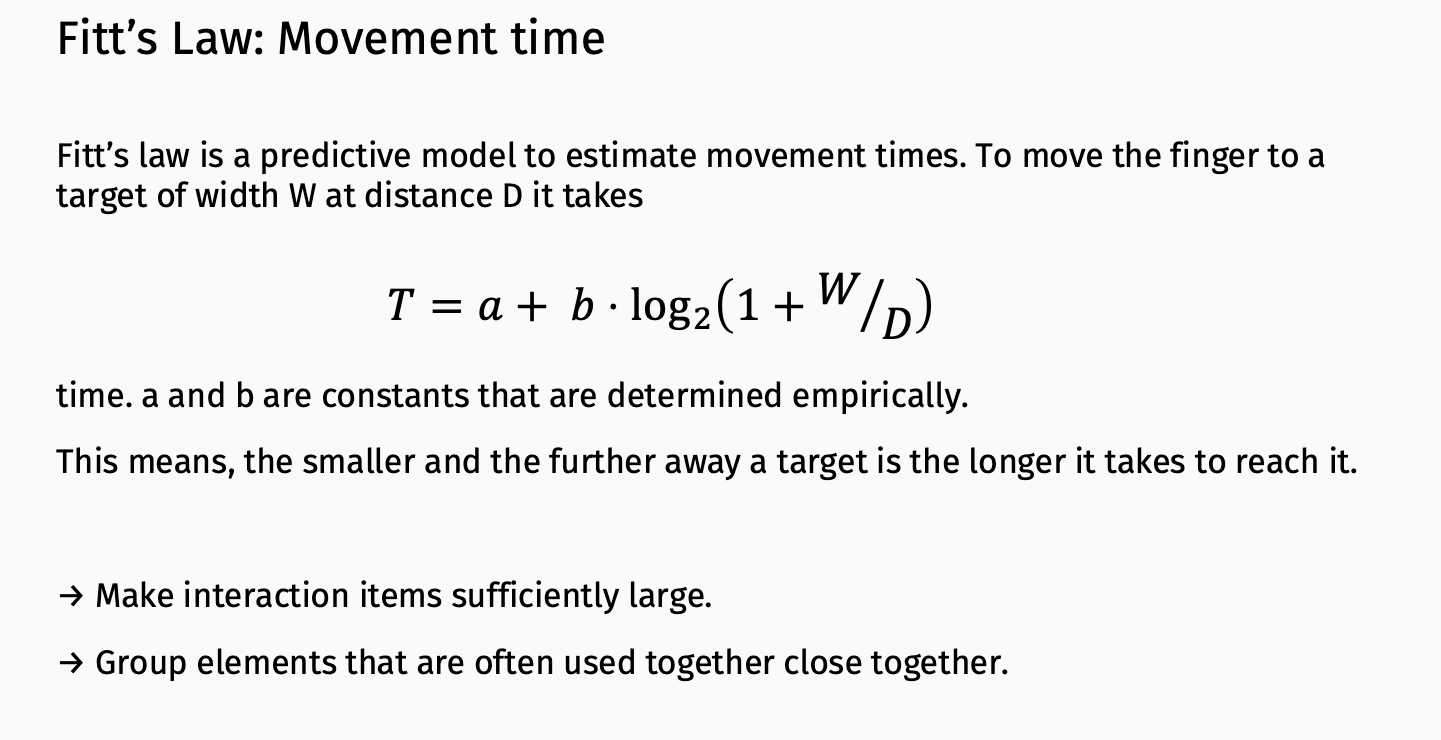 Fitt’s Law: Movement time
Fitt’s law is a predictive model to estimate movement times. To move the finger to a
target of width W at distance D it takes
T = a + b · log₂(1 + W/D)
time. a and b are constants that are determined empirically.
This means, the smaller and the further away a target is the longer it takes to reach it.
→ Make interaction items sufficiently large.
→ Group elements that are often used together close together.